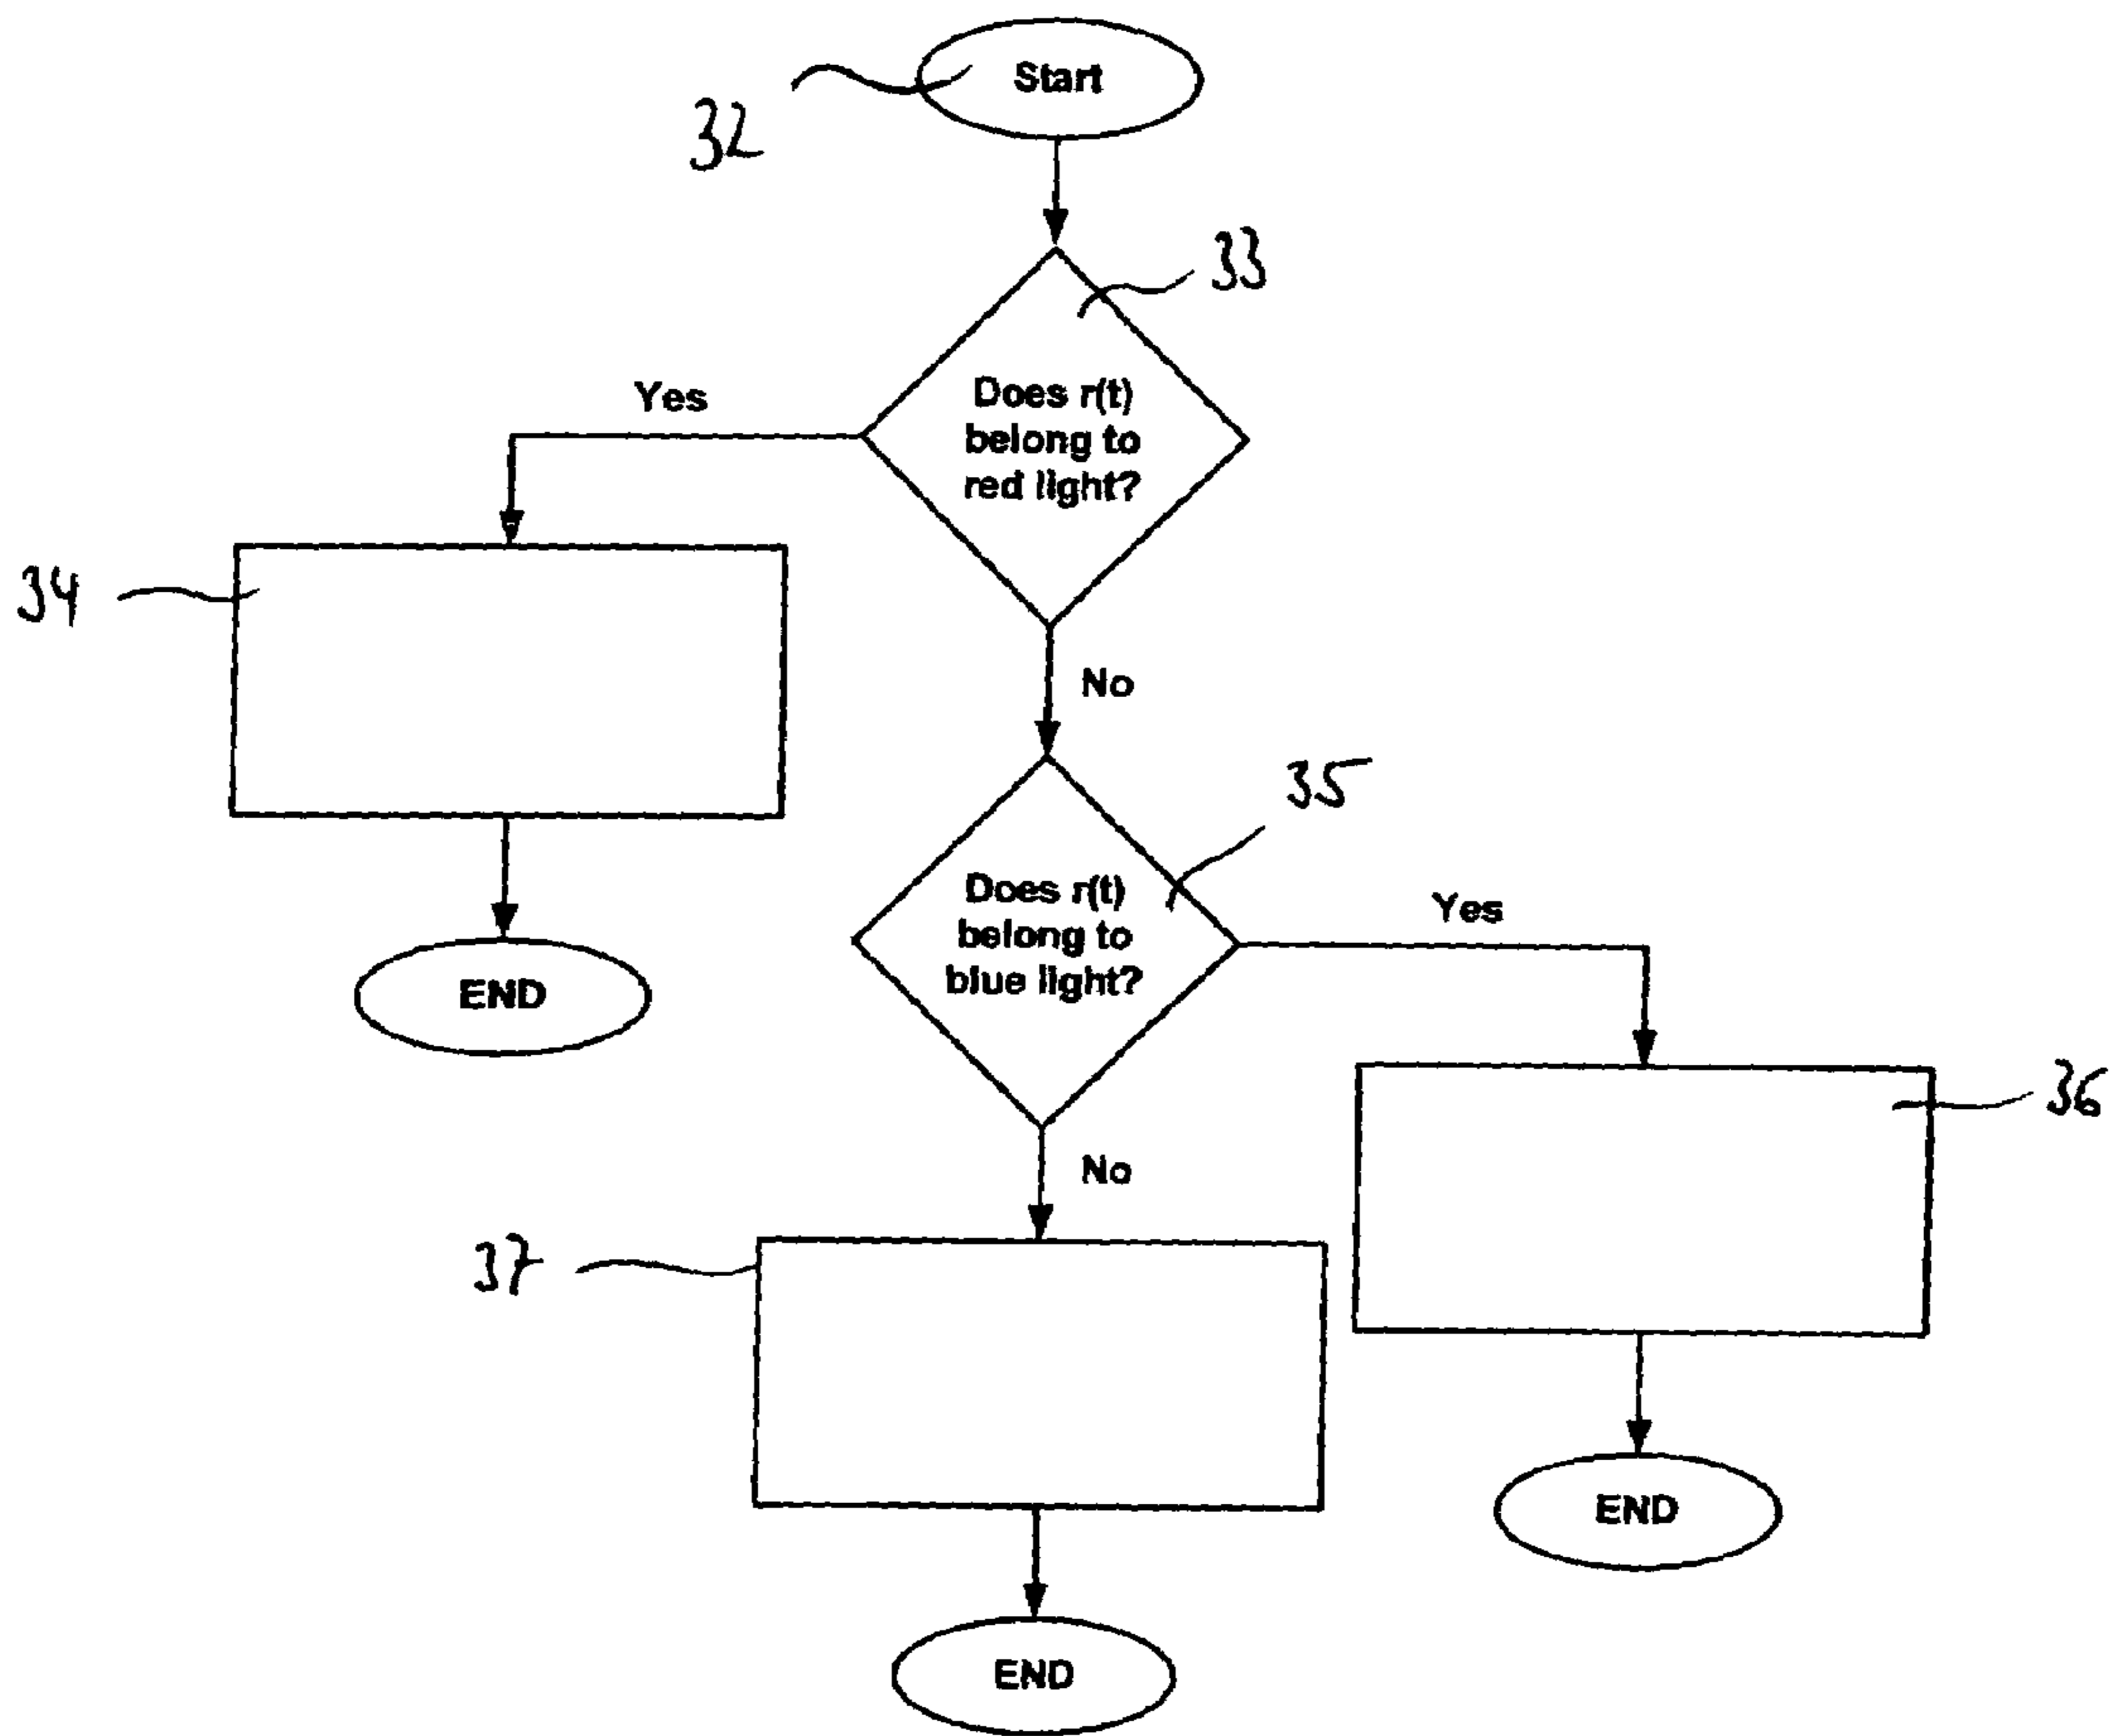 Start
32
33
Does r(t)
belong to
red light?
Yes
34
No
35
Does r(t)
belong to
blue light?
Yes
END
36
No
37
END
END